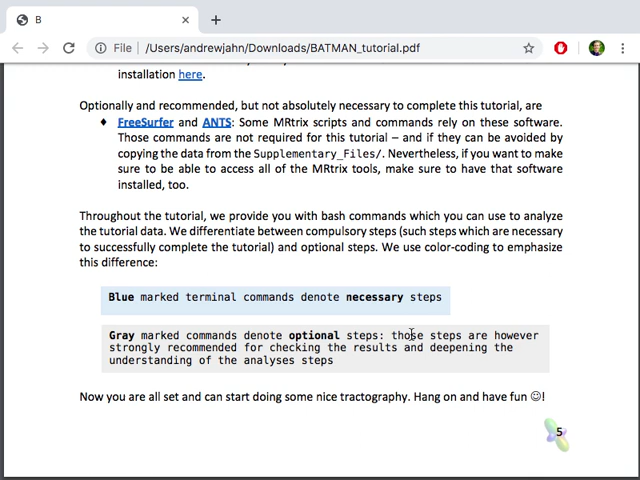 B
File /Users/andrewjahn/Downloads/BATMAN_tutorial.pdf
installation here.
Optionally and recommended, but not absolutely necessary to complete this tutorial, are
♦ FreeSurfer and ANTS: Some MRtrix scripts and commands rely on these software.
Those commands are not required for this tutorial – and if they can be avoided by
copying the data from the Supplementary_Files/. Nevertheless, if you want to make
sure to be able to access all of the MRtrix tools, make sure to have that software
installed, too.
Throughout the tutorial, we provide you with bash commands which you can use to analyze
the tutorial data. We differentiate between compulsory steps (such steps which are necessary
to successfully complete the tutorial) and optional steps. We use color-coding to emphasize
this difference:
Blue marked terminal commands denote necessary steps
Gray marked commands denote optional steps: those steps are however
strongly recommended for checking the results and deepening the
understanding of the analyses steps
Now you are all set and can start doing some nice tractography. Hang on and have fun ☺!
5